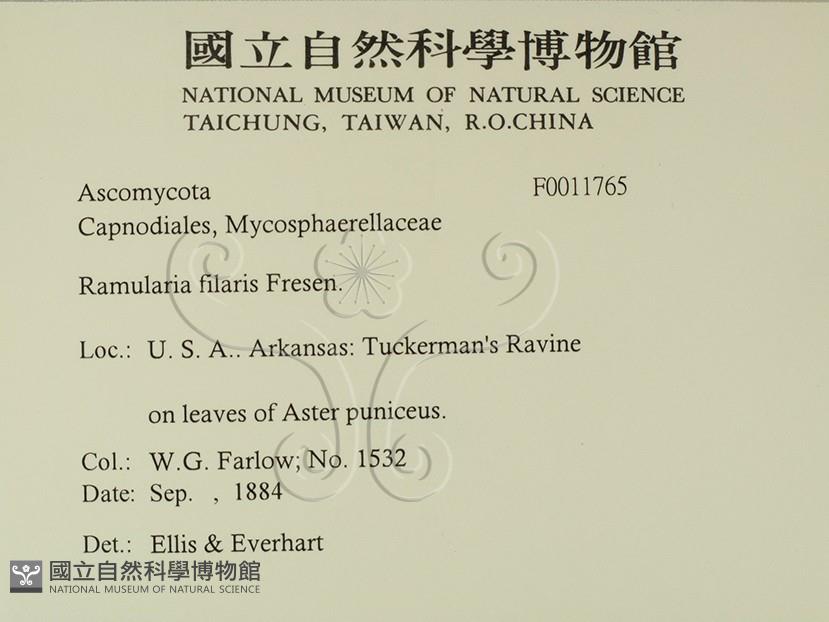 國立自然科學博物館
NATIONAL MUSEUM OF NATURAL SCIENCE
TAICHUNG, TAIWAN, R.O.CHINA
Ascomycota F0011765
Capnodiales, Mycosphaerellaceae
Ramularia filaris Fresen.
Loc.: U. S. A.. Arkansas: Tuckerman's Ravine
on leaves of Aster puniceus.
Col.: W.G. Farlow; No. 1532
Date: Sep. , 1884
Det.: Ellis & Everhart
國立自然科學博物館
NATIONAL MUSEUM OF NATURAL SCIENCE